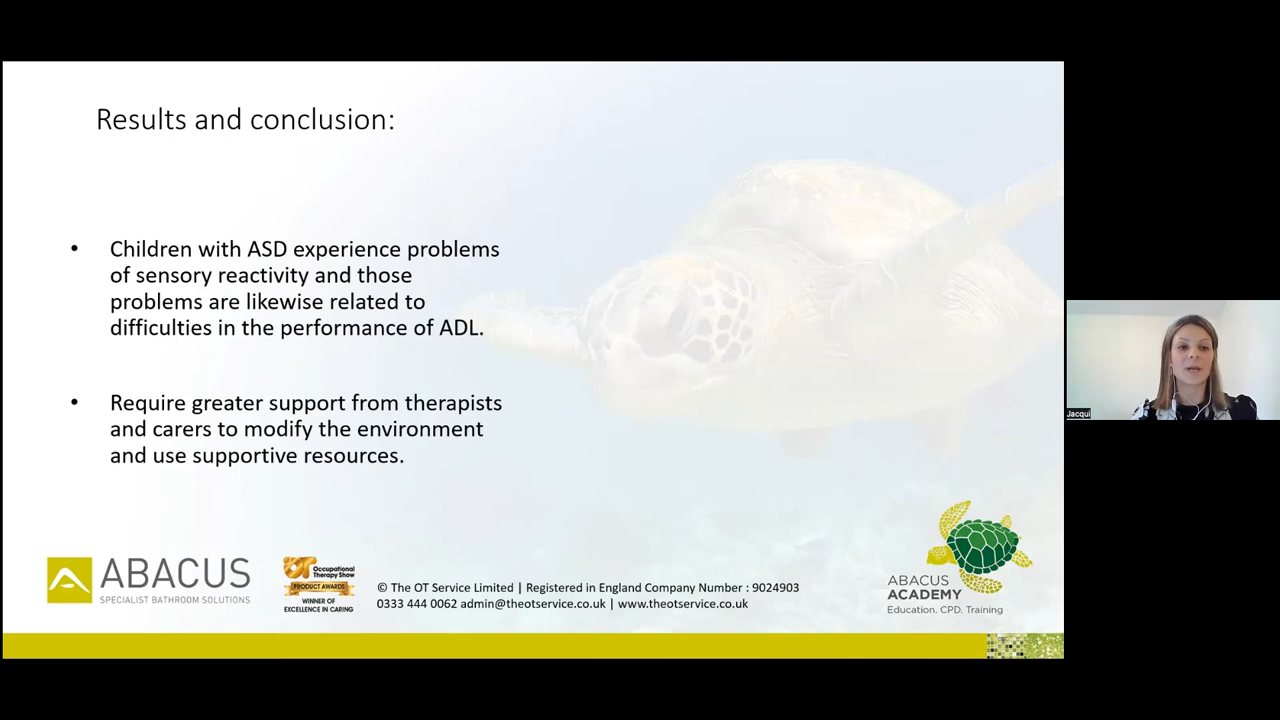 Results and conclusion:
• Children with ASD experience problems
of sensory reactivity and those
problems are likewise related to
difficulties in the performance of ADL.
• Require greater support from therapists
and carers to modify the environment
and use supportive resources.
ABACUS
SPECIALIST BATHROOM SOLUTIONS
OT Occupational
Therapy Show
PRODUCT AWARDS
WINNER OF
EXCELLENCE IN CARING
© The OT Service Limited | Registered in England Company Number : 9024903
0333 444 0062 admin@theotservice.co.uk | www.theotservice.co.uk
ABACUS
ACADEMY
Education. CPD. Training
Jacqui